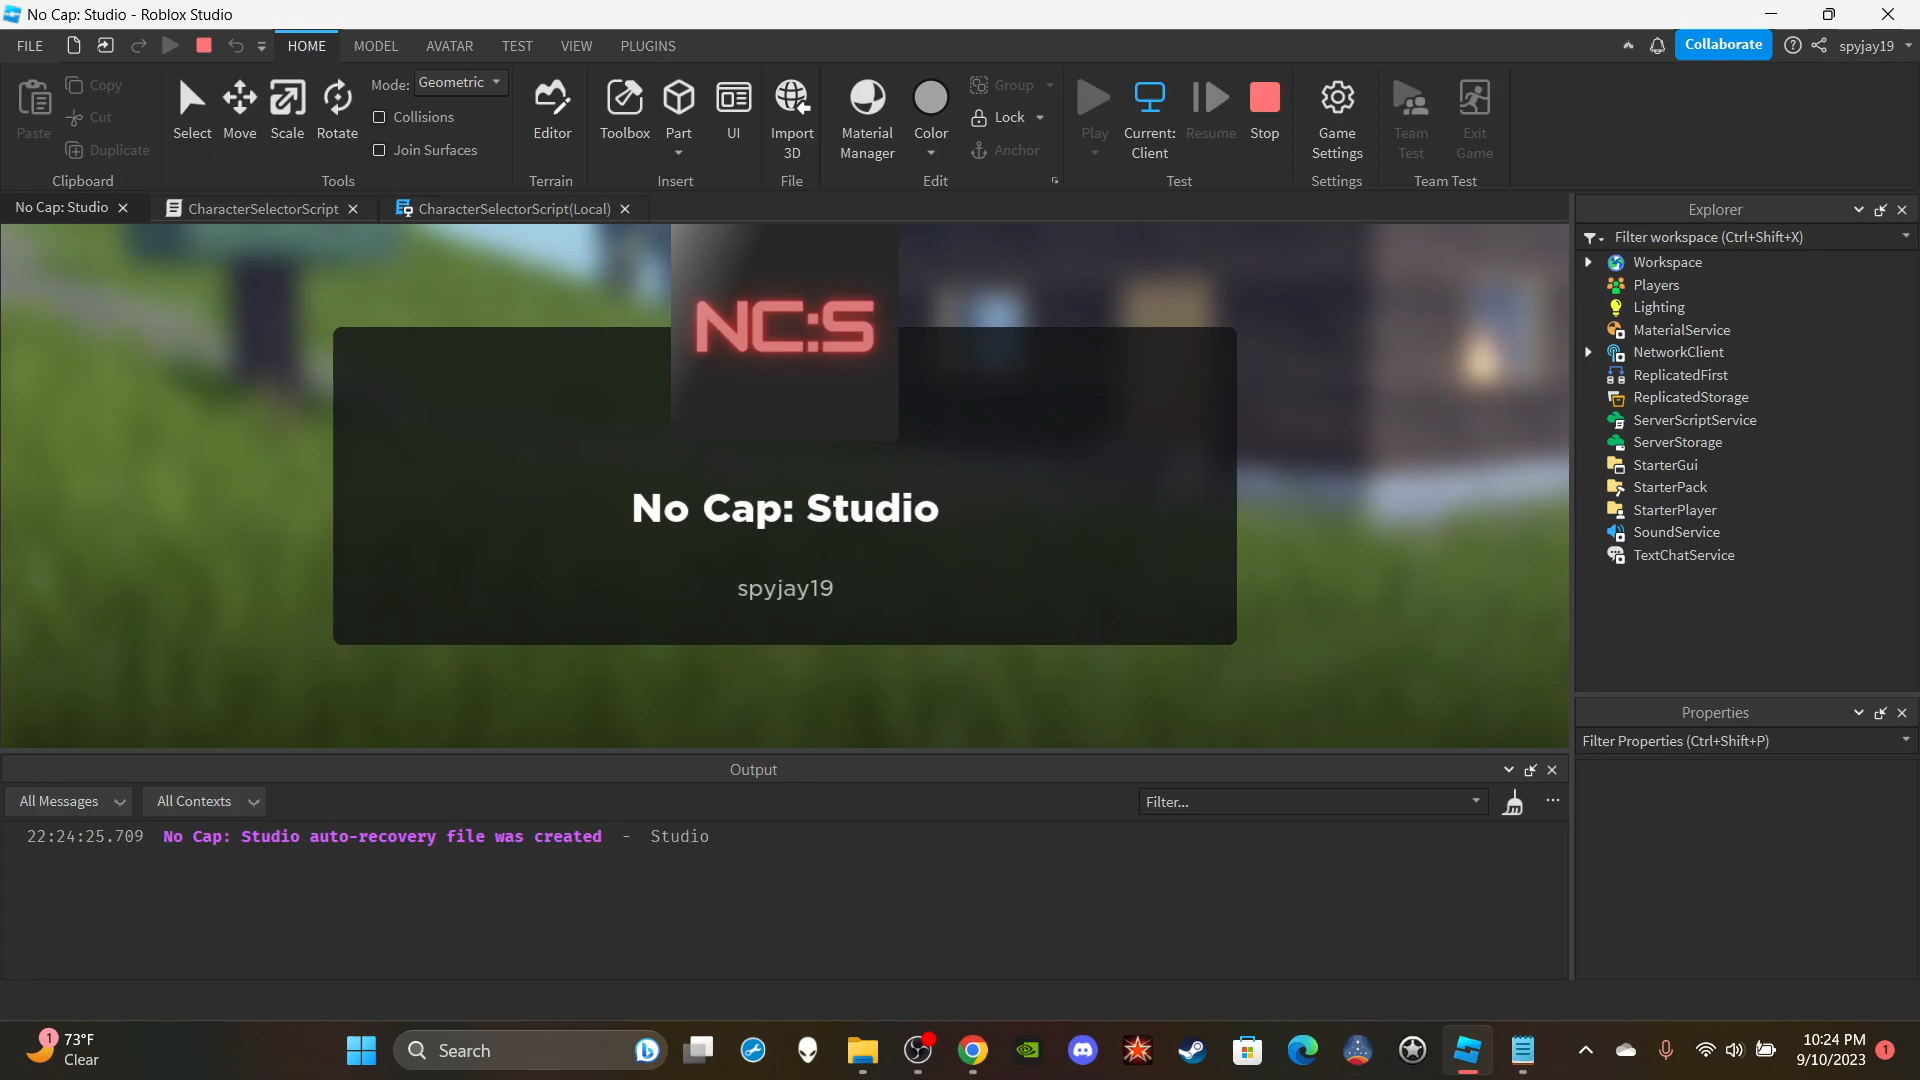 No Cap: Studio - Roblox Studio
FILE HOME MODEL AVATAR TEST VIEW PLUGINS Collaborate spyjay19
Paste Copy Cut Duplicate
Clipboard
Select Move Scale Rotate
Mode: Geometric
Collisions
Join Surfaces
Tools
Editor
Terrain
Toolbox Part UI
Insert
Import 3D
File
Material Manager Color
Group
Lock
Anchor
Edit
Play Current: Client Resume Stop
Test
Game Settings
Settings
Team Test Exit Game
Team Test
No Cap: Studio CharacterSelectorScript CharacterSelectorScript(Local)
NC:S
No Cap: Studio
spyjay19
Explorer
Filter workspace (Ctrl+Shift+X)
Workspace
Players
Lighting
MaterialService
NetworkClient
ReplicatedFirst
ReplicatedStorage
ServerScriptService
ServerStorage
StarterGui
StarterPack
StarterPlayer
SoundService
TextChatService
Properties
Filter Properties (Ctrl+Shift+P)
Output
All Messages All Contexts Filter...
22:24:25.709 No Cap: Studio auto-recovery file was created - Studio
1 73°F
Clear
Search
10:24 PM
9/10/2023
1